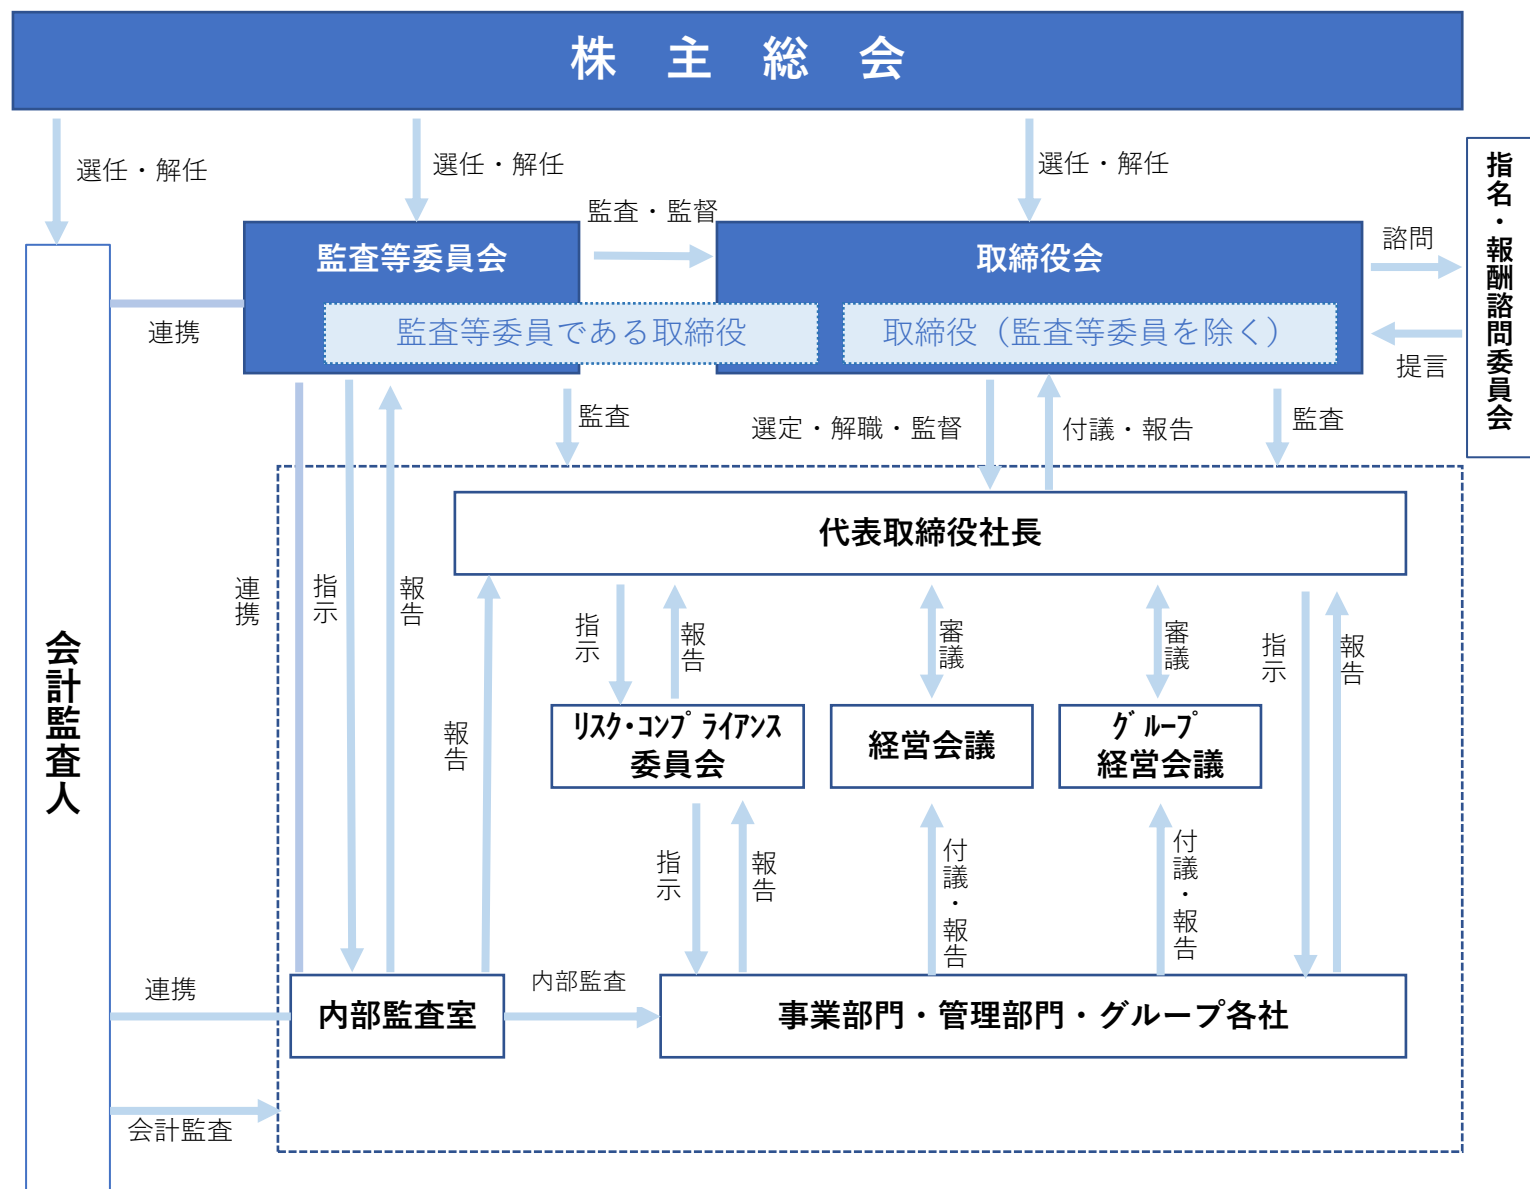 株 主 総 会
選任・解任
選任・解任
選任・解任
監査・監督
監査等委員会
取締役会
監査等委員である取締役
取締役（監査等委員を除く）
諮問
提言
指名・報酬諮問委員会
連携
監査
選定・解職・監督
付議・報告
監査
代表取締役社長
連携
指示
報告
報告
指示
報告
審議
審議
指示
報告
会計監査人
ﾘｽｸ・ｺﾝﾌﾟﾗｲｱﾝｽ
委員会
経営会議
ｸﾞﾙｰﾌﾟ
経営会議
指示
報告
付議・報告
付議・報告
連携
内部監査室
内部監査
事業部門・管理部門・グループ各社
会計監査